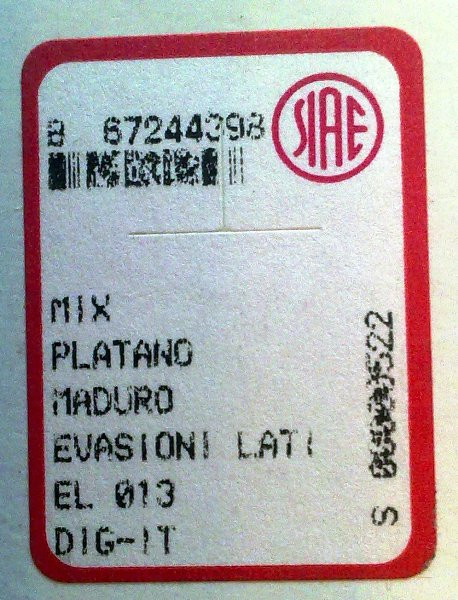 SIAE
B 67244398
MIX
PLATANO
MADURO
EVASIONI LATI
EL 013
DIG-IT
S